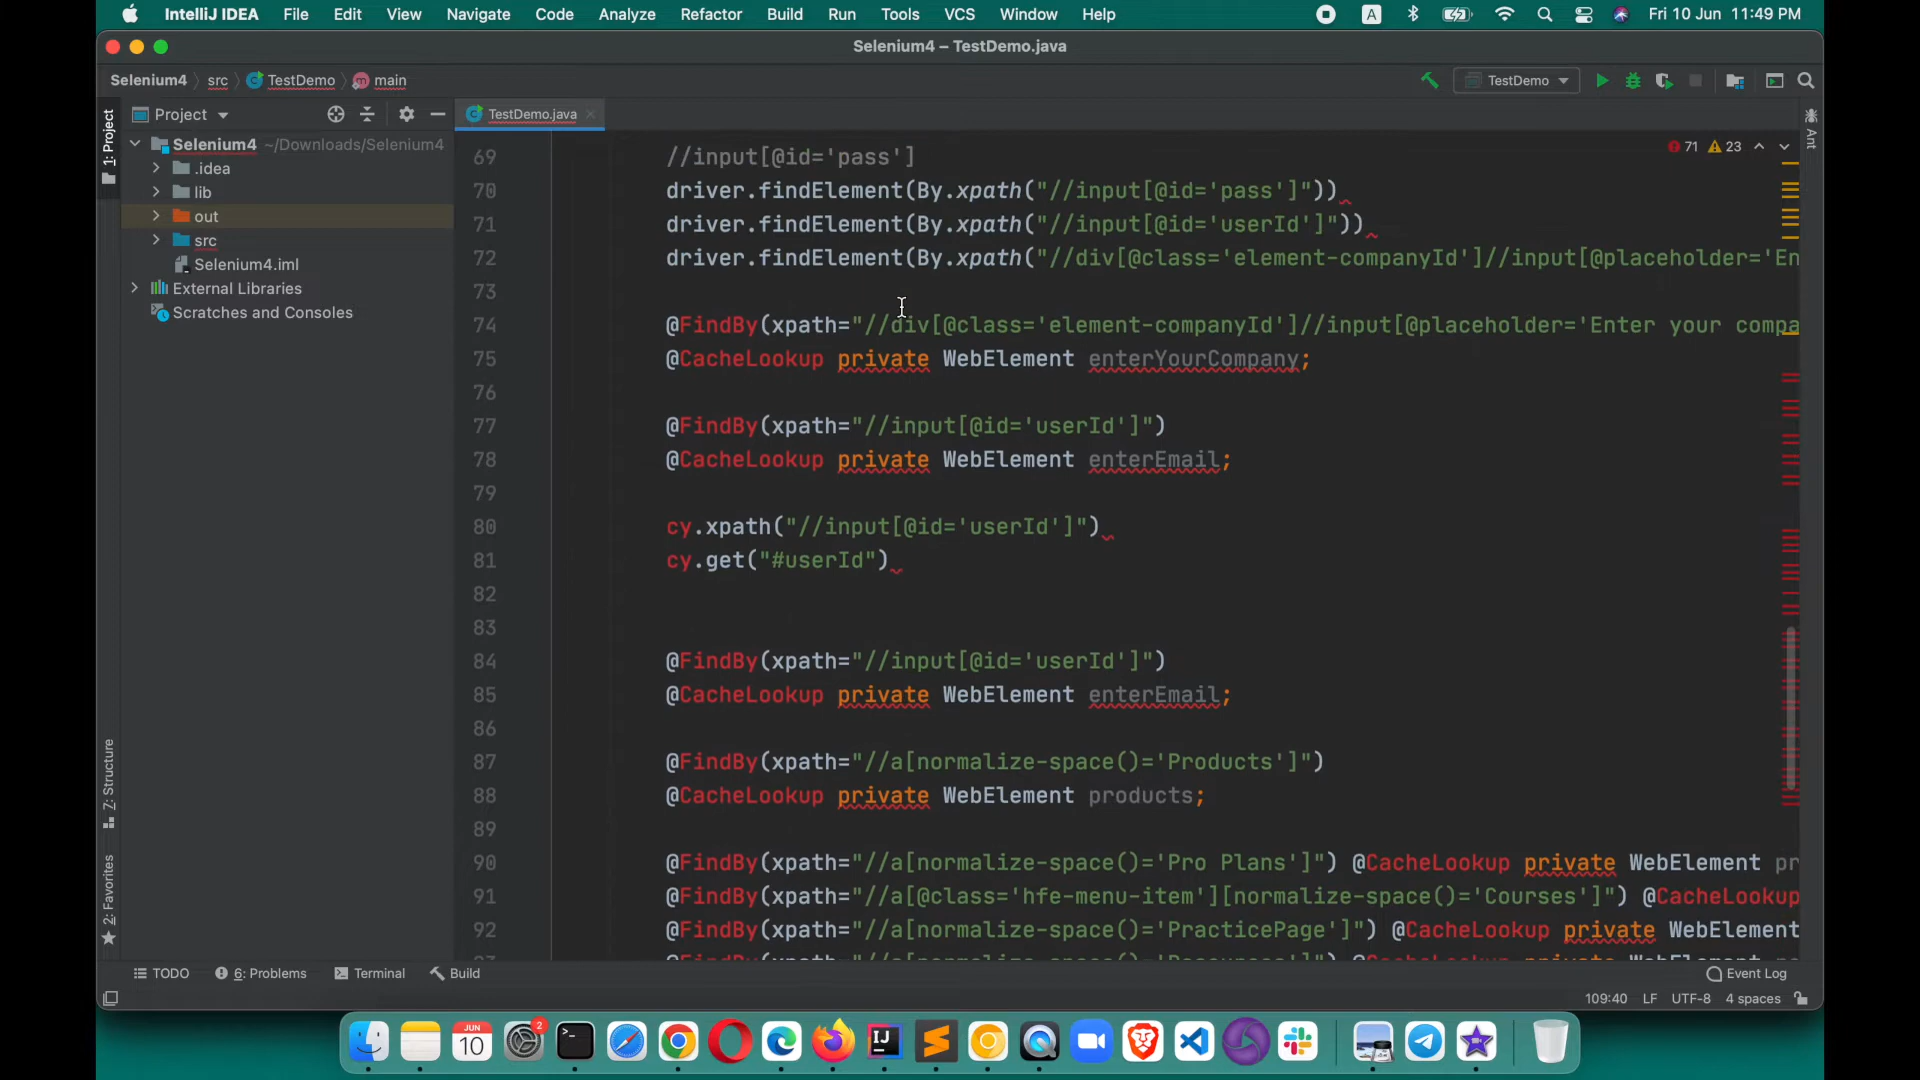 IntelliJ IDEA File Edit View Navigate Code Analyze Refactor Build Run Tools VCS Window Help A Fri 10 Jun 11:49 PM
Selenium4 – TestDemo.java
Selenium4 src TestDemo main TestDemo
1: Project
Project
TestDemo.java
Ant
Selenium4 ~/Downloads/Selenium4
.idea
lib
out
src
Selenium4.iml
External Libraries
Scratches and Consoles
71 23
69 //input[@id='pass']
70 driver.findElement(By.xpath("//input[@id='pass']"))
71 driver.findElement(By.xpath("//input[@id='userId']"))
72 driver.findElement(By.xpath("//div[@class='element-companyId']//input[@placeholder='En
73
74 @FindBy(xpath="//div[@class='element-companyId']//input[@placeholder='Enter your compa
75 @CacheLookup private WebElement enterYourCompany;
76
77 @FindBy(xpath="//input[@id='userId']")
78 @CacheLookup private WebElement enterEmail;
79
80 cy.xpath("//input[@id='userId']")
81 cy.get("#userId")
82
83
84 @FindBy(xpath="//input[@id='userId']")
85 @CacheLookup private WebElement enterEmail;
86
87 @FindBy(xpath="//a[normalize-space()='Products']")
88 @CacheLookup private WebElement products;
89
90 @FindBy(xpath="//a[normalize-space()='Pro Plans']") @CacheLookup private WebElement pr
91 @FindBy(xpath="//a[@class='hfe-menu-item'][normalize-space()='Courses']") @CacheLookup
92 @FindBy(xpath="//a[normalize-space()='PracticePage']") @CacheLookup private WebElement
7: Structure
2: Favorites
TODO 6: Problems Terminal Build Event Log
109:40 LF UTF-8 4 spaces
JUN
10
2
IJ